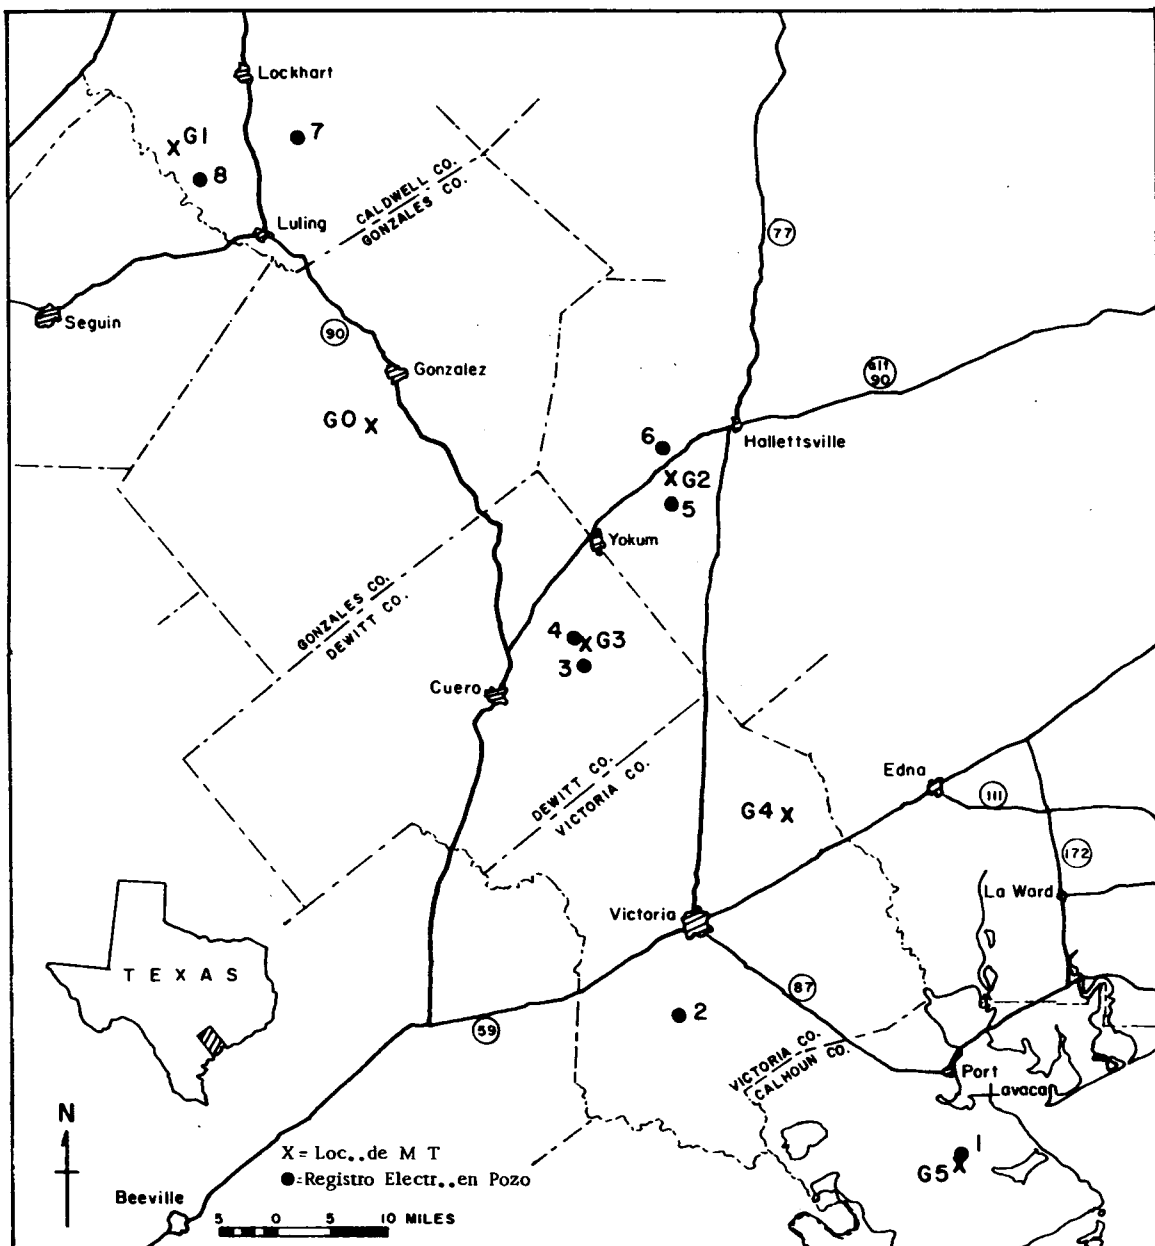 Lockhart
G1
7
8
CALDWELL CO.
GONZALES CO.
Luling
77
Seguin
90
Gonzalez
alt
90
G0
6
Hallettsville
G2
5
Yokum
GONZALES CO.
DEWITT CO.
4
G3
3
Cuero
DEWITT CO.
VICTORIA CO.
Edna
111
G4
172
La Ward
Victoria
TEXAS
87
2
59
VICTORIA CO.
CALHOUN CO.
Port
Lavaca
N
1
G5
X = Loc.. de M T
●=Registro Electr.. en Pozo
Beeville
5 0 5 10 MILES